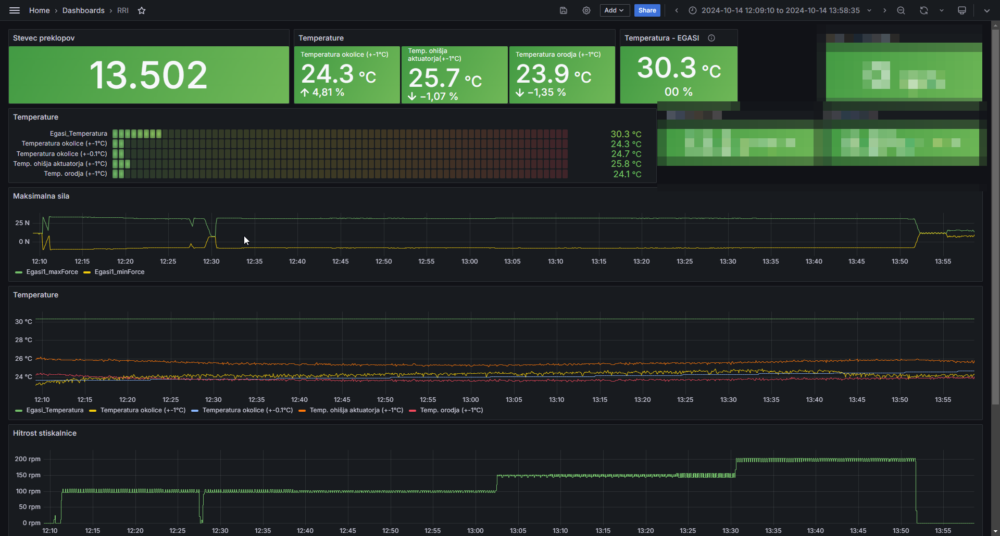 Home › Dashboards › RRI
Add
Share
2024-10-14 12:09:10 to 2024-10-14 13:58:35
Stevec preklopov
13.502
Temperature
Temperatura okolice (+-1°C)
24.3 °C
4,81 %
Temp. ohišja
aktuatorja(+-1°C)
25.7 °C
−1,07 %
Temperatura orodja (+-1°C)
23.9 °C
−1,35 %
Temperatura - EGASI
30.3 °C
00 %
Temperature
Egasi_Temperatura 30.3 °C
Temperatura okolice (+-1°C) 24.3 °C
Temperatura okolice (+-0.1°C) 24.7 °C
Temp. ohišja aktuatorja (+-1°C) 25.8 °C
Temp. orodja (+-1°C) 24.1 °C
Maksimalna sila
25 N
0 N
12:10 12:15 12:20 12:25 12:30 12:35 12:40 12:45 12:50 12:55 13:00 13:05 13:10 13:15 13:20 13:25 13:30 13:35 13:40 13:45 13:50 13:55
Egasi1_maxForce Egasi1_minForce
Temperature
30 °C
28 °C
26 °C
24 °C
12:10 12:15 12:20 12:25 12:30 12:35 12:40 12:45 12:50 12:55 13:00 13:05 13:10 13:15 13:20 13:25 13:30 13:35 13:40 13:45 13:50 13:55
Egasi_Temperatura Temperatura okolice (+-1°C) Temperatura okolice (+-0.1°C) Temp. ohišja aktuatorja (+-1°C) Temp. orodja (+-1°C)
Hitrost stiskalnice
200 rpm
150 rpm
100 rpm
50 rpm
0 rpm
12:10 12:15 12:20 12:25 12:30 12:35 12:40 12:45 12:50 12:55 13:00 13:05 13:10 13:15 13:20 13:25 13:30 13:35 13:40 13:45 13:50 13:55